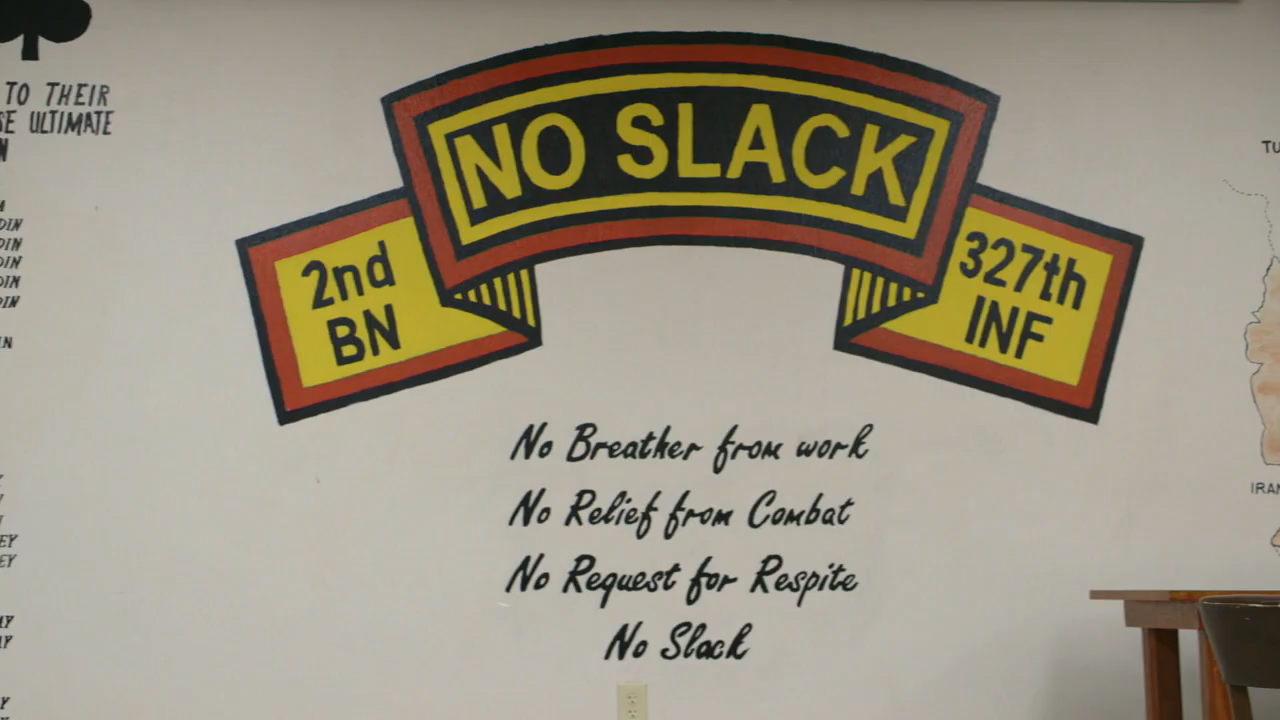 TO THEIR
ULTIMATE
NO SLACK
2nd
BN
327th
INF
No Breather from work
No Relief from Combat
No Request for Respite
No Slack